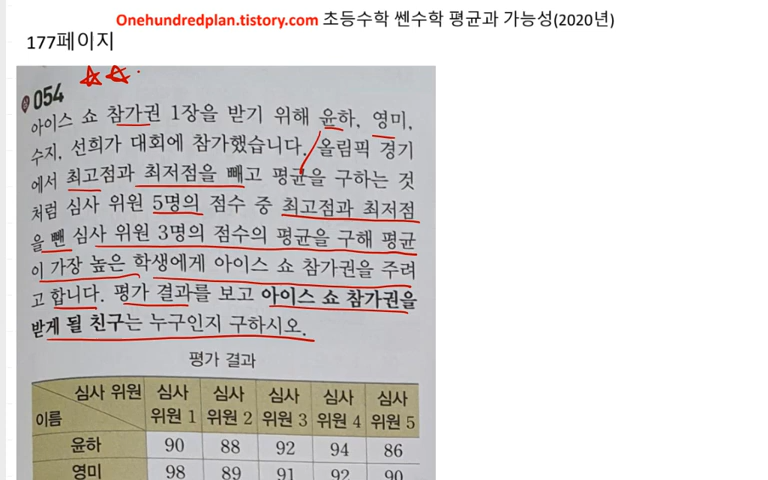 Onehundredplan.tistory.com 초등수학 쎈수학 평균과 가능성(2020년)
177페이지
054
아이스 쇼 참가권 1장을 받기 위해 윤하, 영미,
수지, 선희가 대회에 참가했습니다. 올림픽 경기
에서 최고점과 최저점을 빼고 평균을 구하는 것
처럼 심사 위원 5명의 점수 중 최고점과 최저점
을 뺀 심사 위원 3명의 점수의 평균을 구해 평균
이 가장 높은 학생에게 아이스 쇼 참가권을 주려
고 합니다. 평가 결과를 보고 아이스 쇼 참가권을
받게 될 친구는 누구인지 구하시오.
평가 결과
심사 위원 심사 심사 심사 심사 심사
이름 위원 1 위원 2 위원 3 위원 4 위원 5
윤하 90 88 92 94 86
영미 98 89 91 92 90